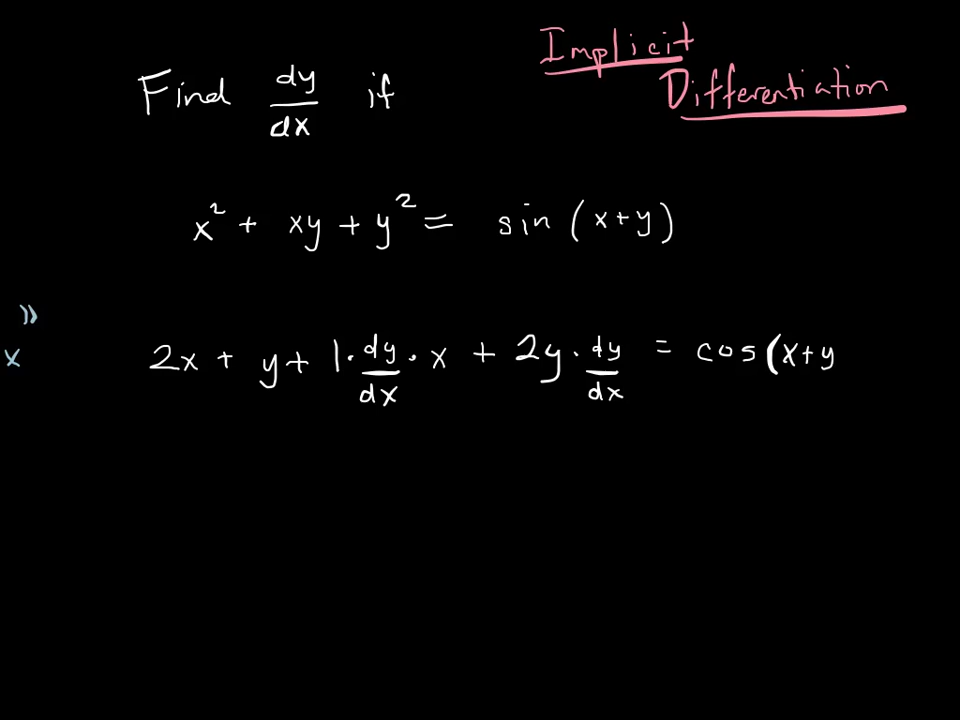 Implicit
Differentiation
Find dy/dx if
x² + xy + y² = sin (x+y)
2x + y + 1 · dy/dx · x + 2y · dy/dx = cos (x+y
x